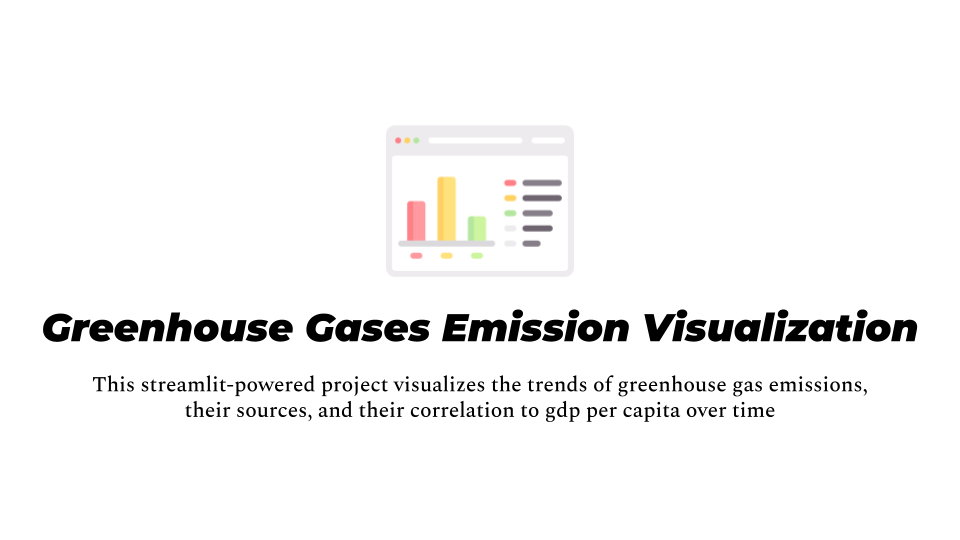 Greenhouse Gases Emission Visualization
This streamlit-powered project visualizes the trends of greenhouse gas emissions,
their sources, and their correlation to gdp per capita over time